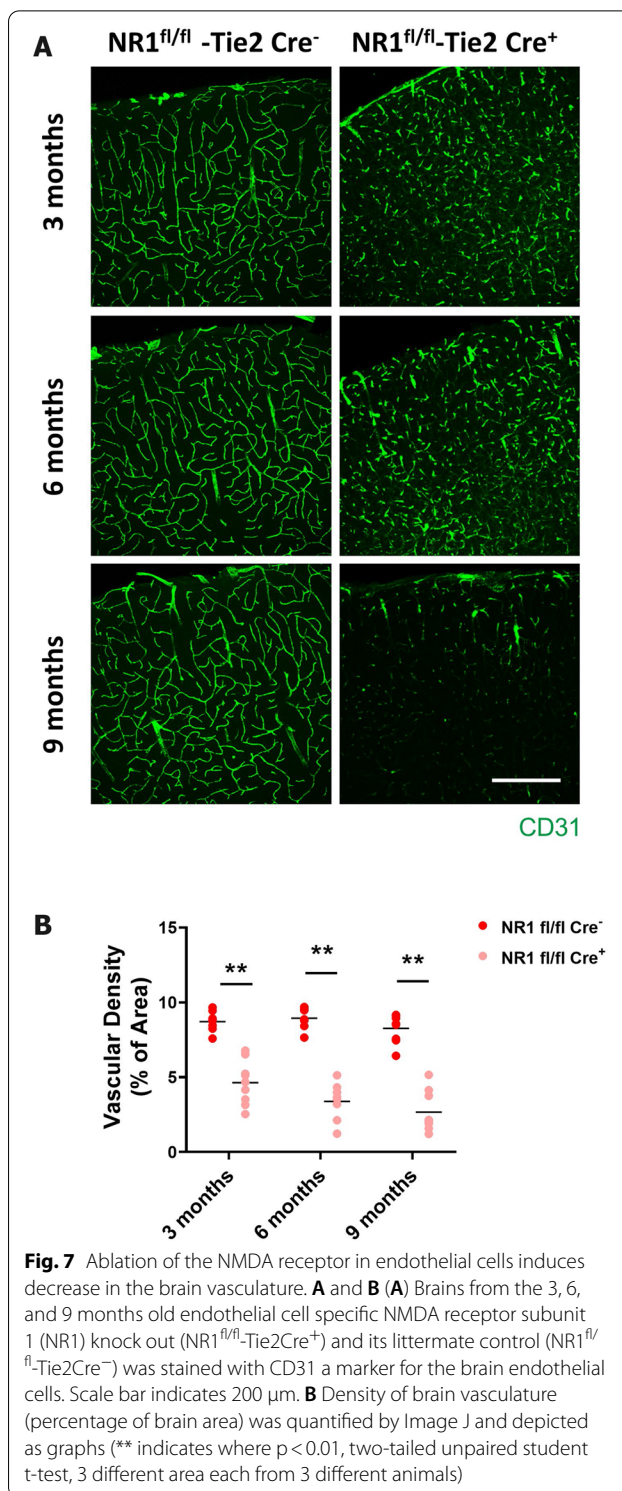 A
NR1fl/fl -Tie2 Cre- NR1fl/fl-Tie2 Cre+
3 months
6 months
9 months
CD31
B
Vascular Density
(% of Area)
15
10
5
0
**
**
**
3 months
6 months
9 months
NR1 fl/fl Cre-
NR1 fl/fl Cre+
Fig. 7 Ablation of the NMDA receptor in endothelial cells induces
decrease in the brain vasculature. A and B (A) Brains from the 3, 6,
and 9 months old endothelial cell specific NMDA receptor subunit
1 (NR1) knock out (NR1fl/fl-Tie2Cre+) and its littermate control (NR1fl/
fl-Tie2Cre−) was stained with CD31 a marker for the brain endothelial
cells. Scale bar indicates 200 μm. B Density of brain vasculature
(percentage of brain area) was quantified by Image J and depicted
as graphs (** indicates where p < 0.01, two-tailed unpaired student
t-test, 3 different area each from 3 different animals)